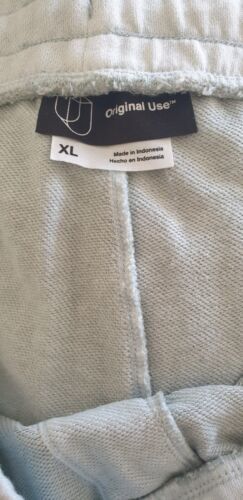 Original Use™
XL
Made in Indonesia
Hecho en Indonesia